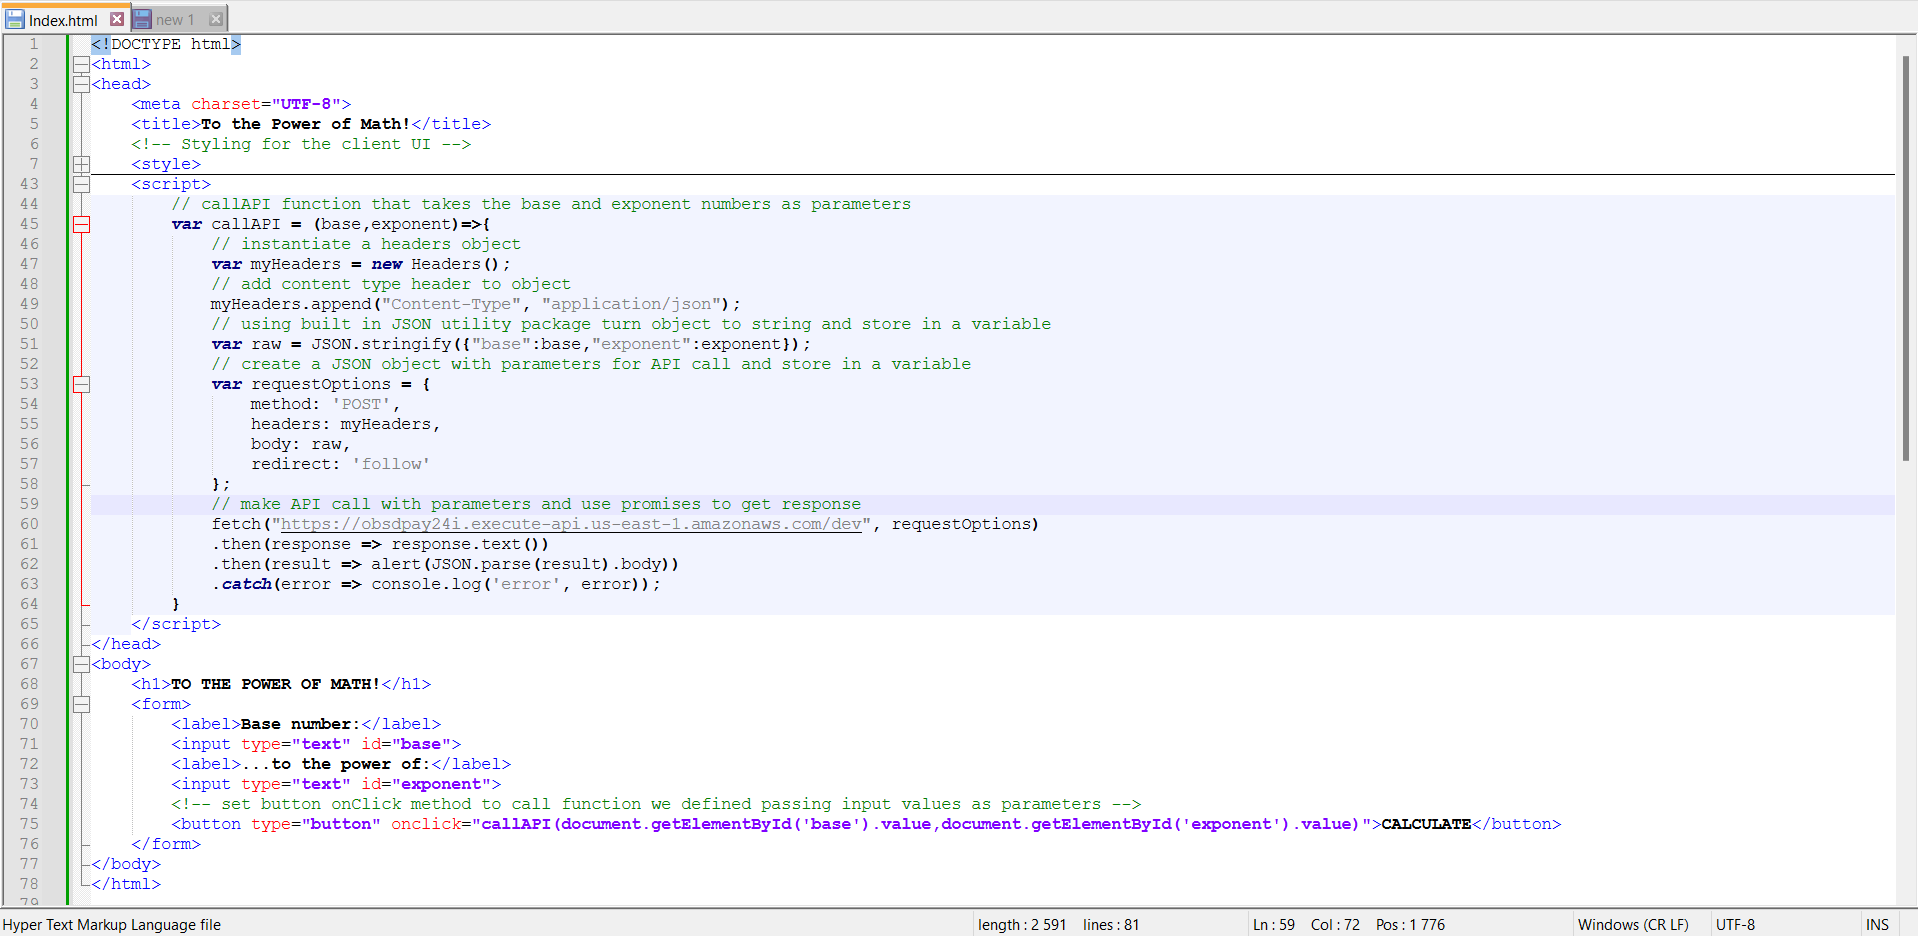 Index.html new 1
1 <!DOCTYPE html>
2 <html>
3 <head>
4 <meta charset="UTF-8">
5 <title>To the Power of Math!</title>
6 <!-- Styling for the client UI -->
7 <style>
43 <script>
44 // callAPI function that takes the base and exponent numbers as parameters
45 var callAPI = (base,exponent)=>{
46 // instantiate a headers object
47 var myHeaders = new Headers();
48 // add content type header to object
49 myHeaders.append("Content-Type", "application/json");
50 // using built in JSON utility package turn object to string and store in a variable
51 var raw = JSON.stringify({"base":base,"exponent":exponent});
52 // create a JSON object with parameters for API call and store in a variable
53 var requestOptions = {
54 method: 'POST',
55 headers: myHeaders,
56 body: raw,
57 redirect: 'follow'
58 };
59 // make API call with parameters and use promises to get response
60 fetch("https://obsdpay24i.execute-api.us-east-1.amazonaws.com/dev", requestOptions)
61 .then(response => response.text())
62 .then(result => alert(JSON.parse(result).body))
63 .catch(error => console.log('error', error));
64 }
65 </script>
66 </head>
67 <body>
68 <h1>TO THE POWER OF MATH!</h1>
69 <form>
70 <label>Base number:</label>
71 <input type="text" id="base">
72 <label>...to the power of:</label>
73 <input type="text" id="exponent">
74 <!-- set button onClick method to call function we defined passing input values as parameters -->
75 <button type="button" onclick="callAPI(document.getElementById('base').value,document.getElementById('exponent').value)">CALCULATE</button>
76 </form>
77 </body>
78 </html>
79
Hyper Text Markup Language file length : 2 591 lines : 81 Ln : 59 Col : 72 Pos : 1 776 Windows (CR LF) UTF-8 INS